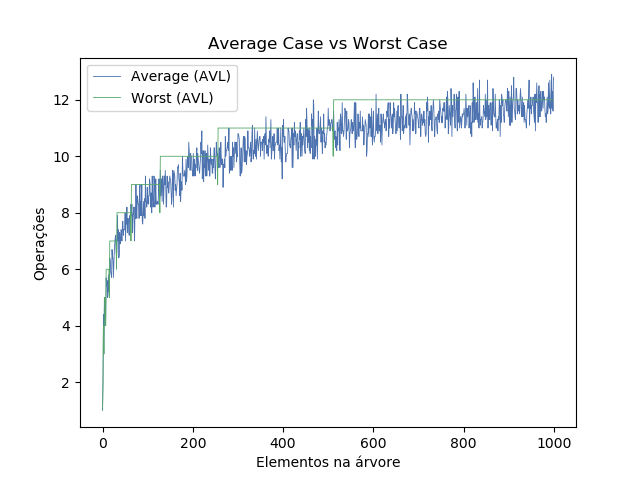 Average Case vs Worst Case
Average (AVL)
Worst (AVL)
12
10
8
6
4
2
Operações
0 200 400 600 800 1000
Elementos na árvore